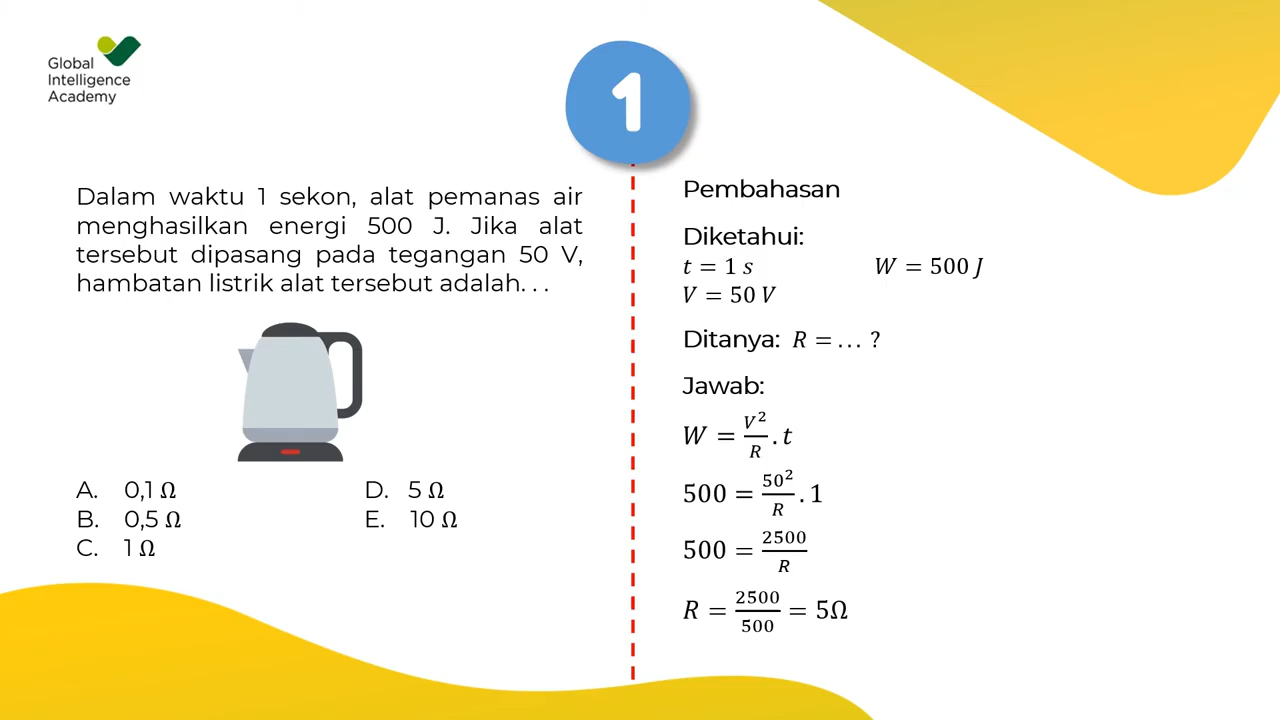 Global
Intelligence
Academy
1
Dalam waktu 1 sekon, alat pemanas air
menghasilkan energi 500 J. Jika alat
tersebut dipasang pada tegangan 50 V,
hambatan listrik alat tersebut adalah. . .
A. 0,1 Ω
B. 0,5 Ω
C. 1 Ω
D. 5 Ω
E. 10 Ω
Pembahasan
Diketahui:
t = 1 s W = 500 J
V = 50 V
Ditanya: R = … ?
Jawab:
W = V²/R . t
500 = 50²/R . 1
500 = 2500/R
R = 2500/500 = 5Ω